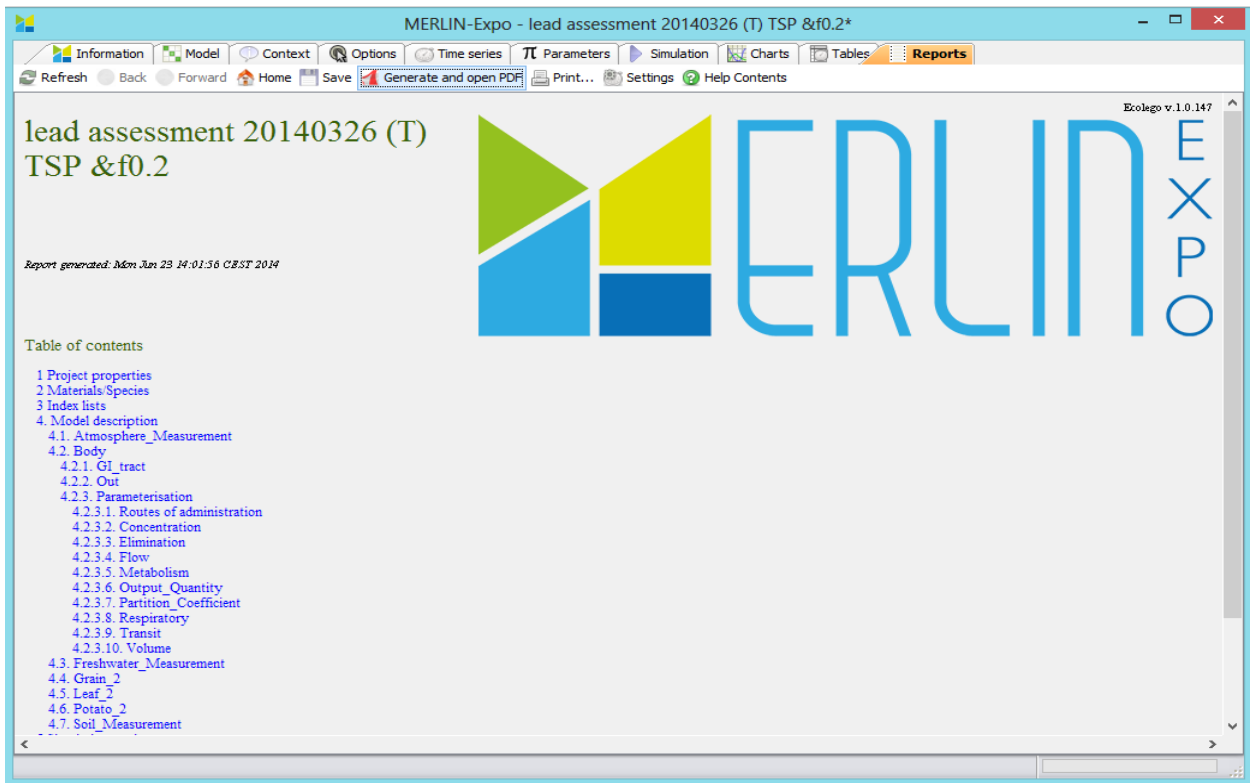 MERLIN-Expo - lead assessment 20140326 (T) TSP &f0.2*
Information Model Context Options Time series π Parameters Simulation Charts Tables Reports
Refresh Back Forward Home Save Generate and open PDF Print... Settings Help Contents
Ecolego v.1.0.147
lead assessment 20140326 (T)
TSP &f0.2
MERLIN
EXPO
Report generated: Mon Jun 23 14:01:56 CEST 2014
Table of contents
1 Project properties
2 Materials/Species
3 Index lists
4. Model description
4.1. Atmosphere_Measurement
4.2. Body
4.2.1. GI_tract
4.2.2. Out
4.2.3. Parameterisation
4.2.3.1. Routes of administration
4.2.3.2. Concentration
4.2.3.3. Elimination
4.2.3.4. Flow
4.2.3.5. Metabolism
4.2.3.6. Output_Quantity
4.2.3.7. Partition_Coefficient
4.2.3.8. Respiratory
4.2.3.9. Transit
4.2.3.10. Volume
4.3. Freshwater_Measurement
4.4. Grain_2
4.5. Leaf_2
4.6. Potato_2
4.7. Soil_Measurement